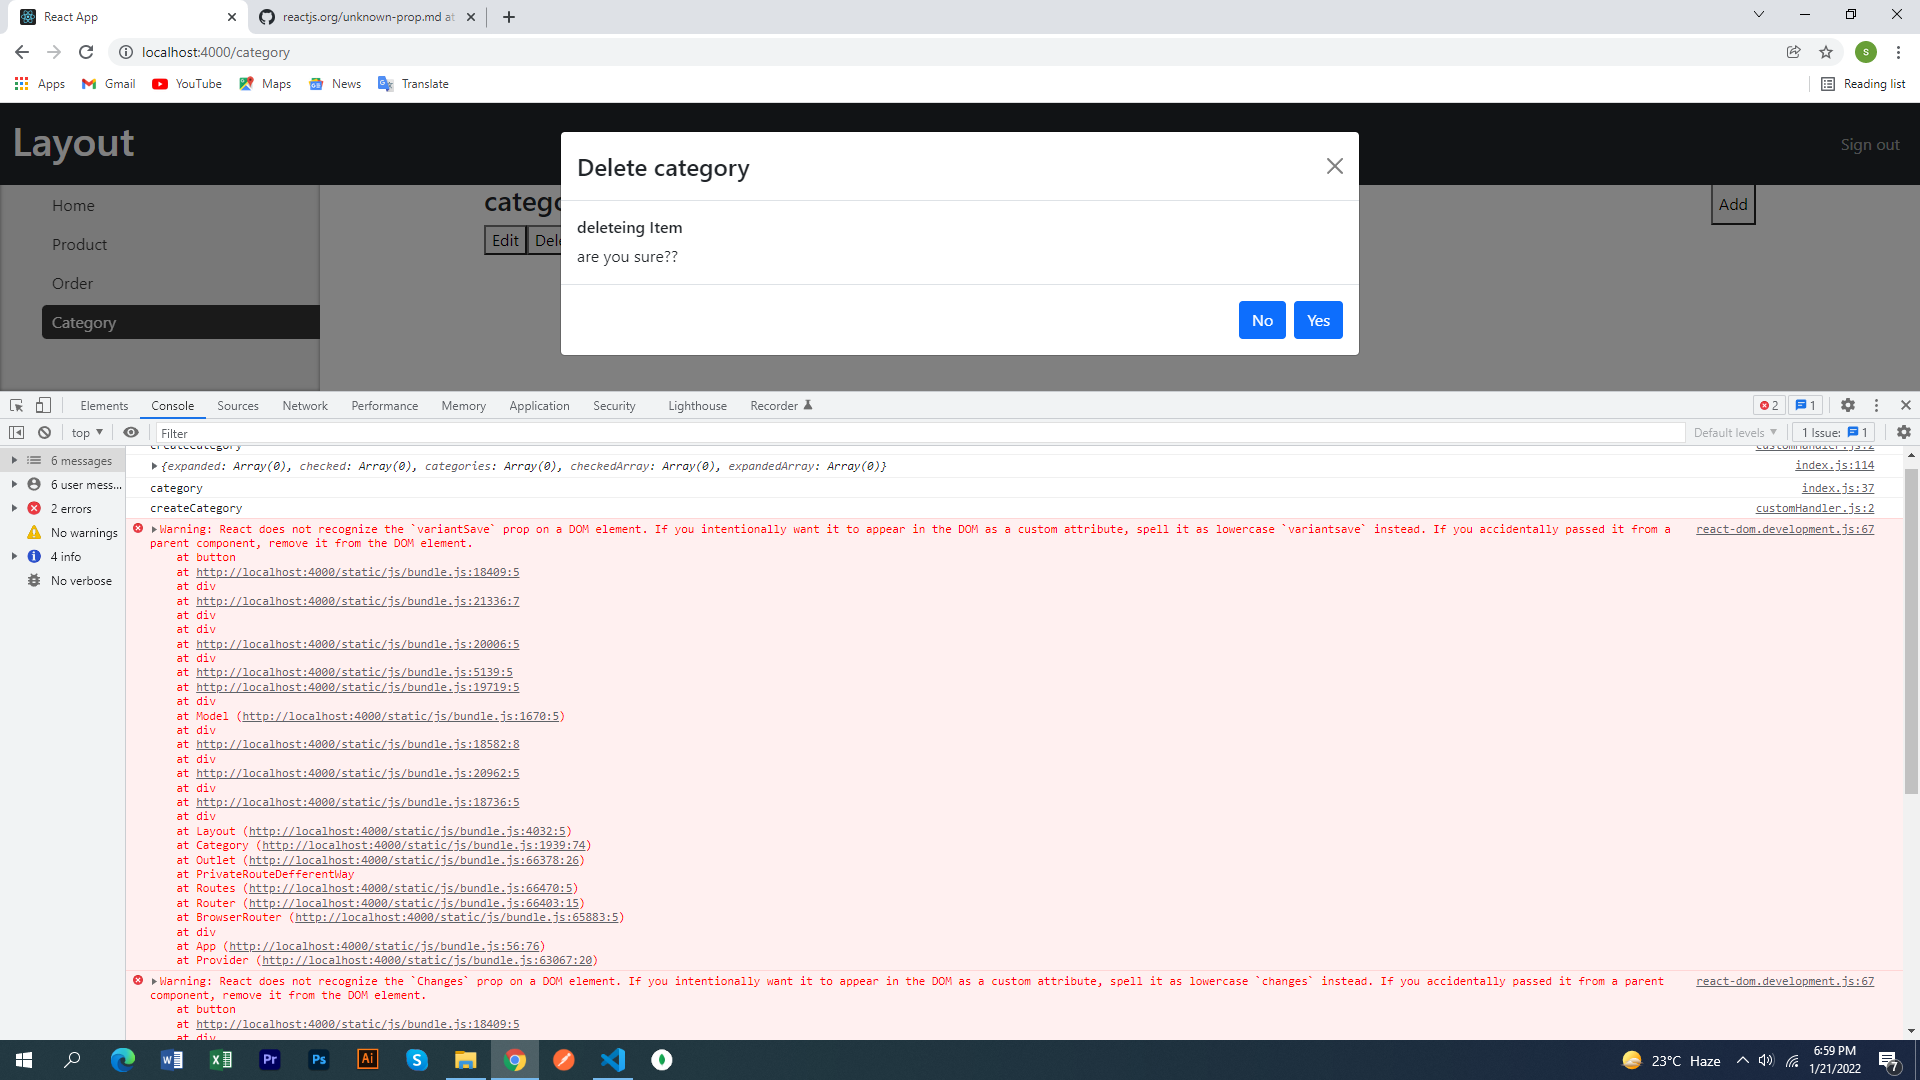 React App
reactjs.org/unknown-prop.md at
localhost:4000/category
s
Apps
Gmail
YouTube
Maps
News
Translate
Reading list
Layout
Sign out
Home
Product
Order
Category
catego
Edit
Dele
Add
Delete category
deleteing Item
are you sure??
No
Yes
Elements
Console
Sources
Network
Performance
Memory
Application
Security
Lighthouse
Recorder
2
1
top
Filter
Default levels
1 Issue:
1
6 messages
6 user mess...
2 errors
No warnings
4 info
No verbose
createCategory
customHandler.js:2
{expanded: Array(0), checked: Array(0), categories: Array(0), checkedArray: Array(0), expandedArray: Array(0)}
index.js:114
category
index.js:37
createCategory
customHandler.js:2
Warning: React does not recognize the `variantSave` prop on a DOM element. If you intentionally want it to appear in the DOM as a custom attribute, spell it as lowercase `variantsave` instead. If you accidentally passed it from a
parent component, remove it from the DOM element.
react-dom.development.js:67
at button
at http://localhost:4000/static/js/bundle.js:18409:5
at div
at http://localhost:4000/static/js/bundle.js:21336:7
at div
at div
at http://localhost:4000/static/js/bundle.js:20006:5
at div
at http://localhost:4000/static/js/bundle.js:5139:5
at http://localhost:4000/static/js/bundle.js:19719:5
at div
at Model (http://localhost:4000/static/js/bundle.js:1670:5)
at div
at http://localhost:4000/static/js/bundle.js:18582:8
at div
at http://localhost:4000/static/js/bundle.js:20962:5
at div
at http://localhost:4000/static/js/bundle.js:18736:5
at div
at Layout (http://localhost:4000/static/js/bundle.js:4032:5)
at Category (http://localhost:4000/static/js/bundle.js:1939:74)
at Outlet (http://localhost:4000/static/js/bundle.js:66378:26)
at PrivateRouteDefferentWay
at Routes (http://localhost:4000/static/js/bundle.js:66470:5)
at Router (http://localhost:4000/static/js/bundle.js:66403:15)
at BrowserRouter (http://localhost:4000/static/js/bundle.js:65883:5)
at div
at App (http://localhost:4000/static/js/bundle.js:56:76)
at Provider (http://localhost:4000/static/js/bundle.js:63067:20)
Warning: React does not recognize the `Changes` prop on a DOM element. If you intentionally want it to appear in the DOM as a custom attribute, spell it as lowercase `changes` instead. If you accidentally passed it from a parent
component, remove it from the DOM element.
react-dom.development.js:67
at button
at http://localhost:4000/static/js/bundle.js:18409:5
at div
Pr
Ps
Ai
23°C Haze
6:59 PM
1/21/2022
7